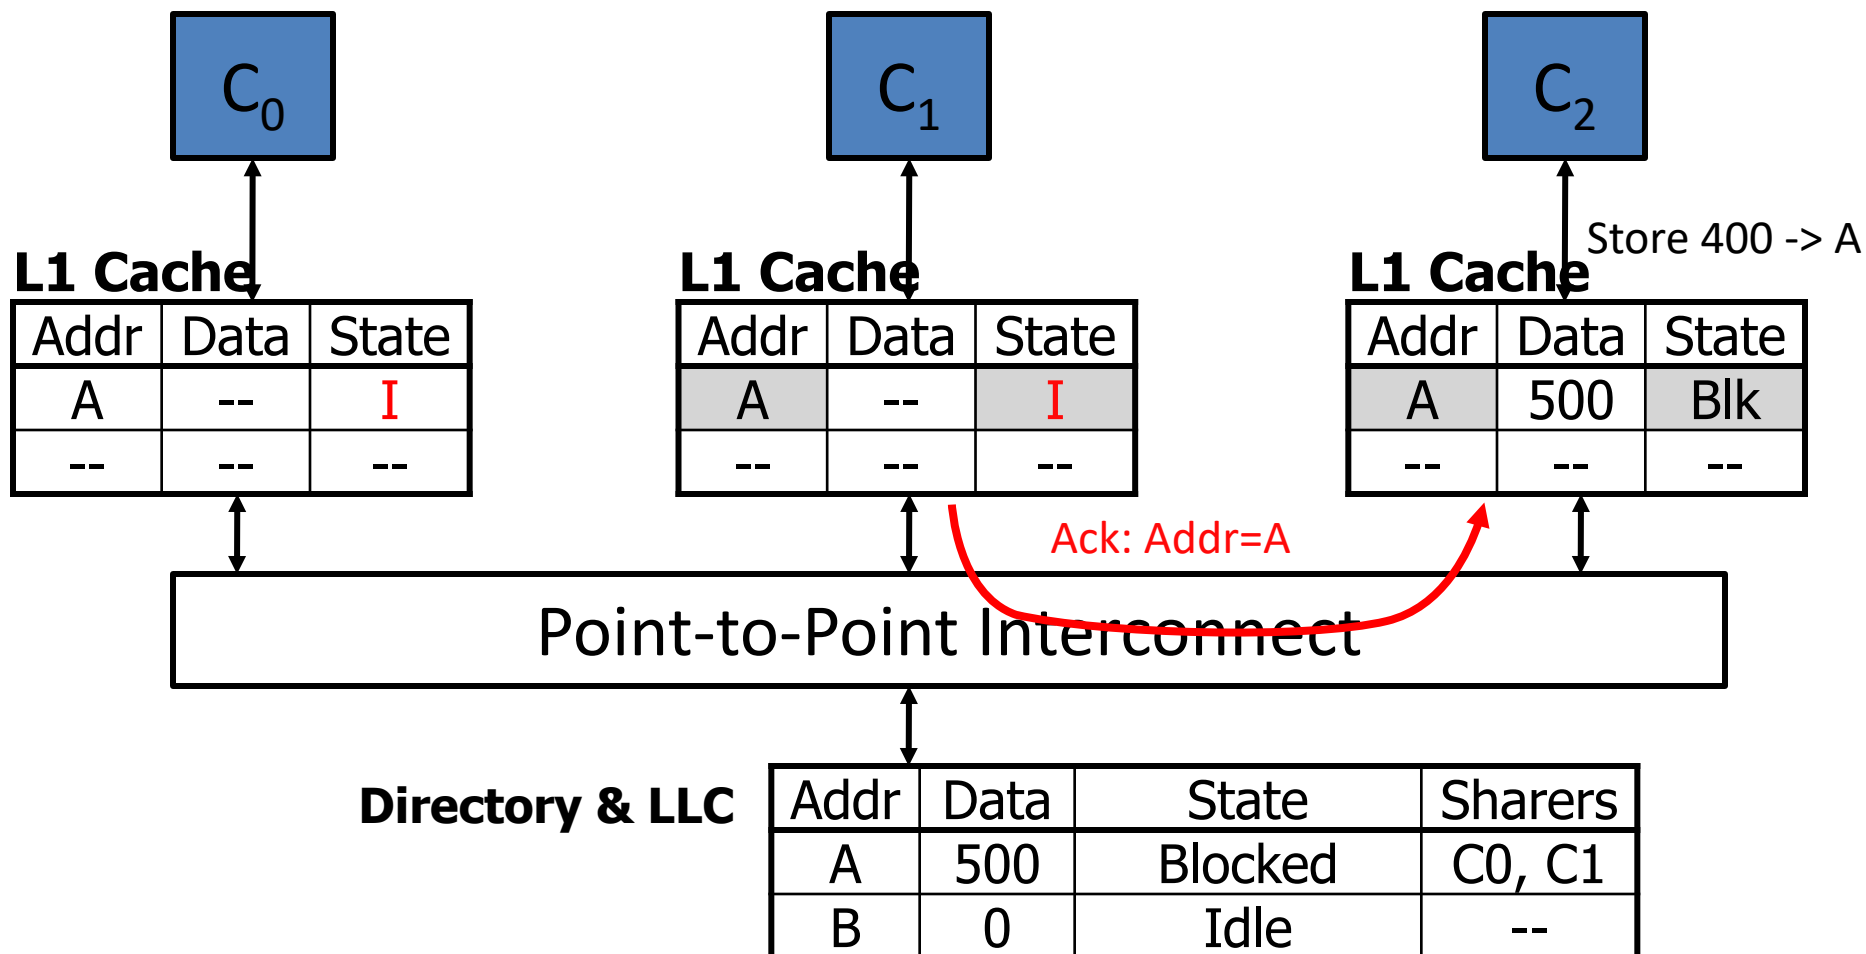 C0 C1 C2
Store 400 -> A
L1 Cache L1 Cache L1 Cache
Addr Data State Addr Data State Addr Data State
A -- I A -- I A 500 Blk
-- -- -- -- -- -- -- -- --
Ack: Addr=A
Point-to-Point Interconnect
Directory & LLC Addr Data State Sharers
A 500 Blocked C0, C1
B 0 Idle --